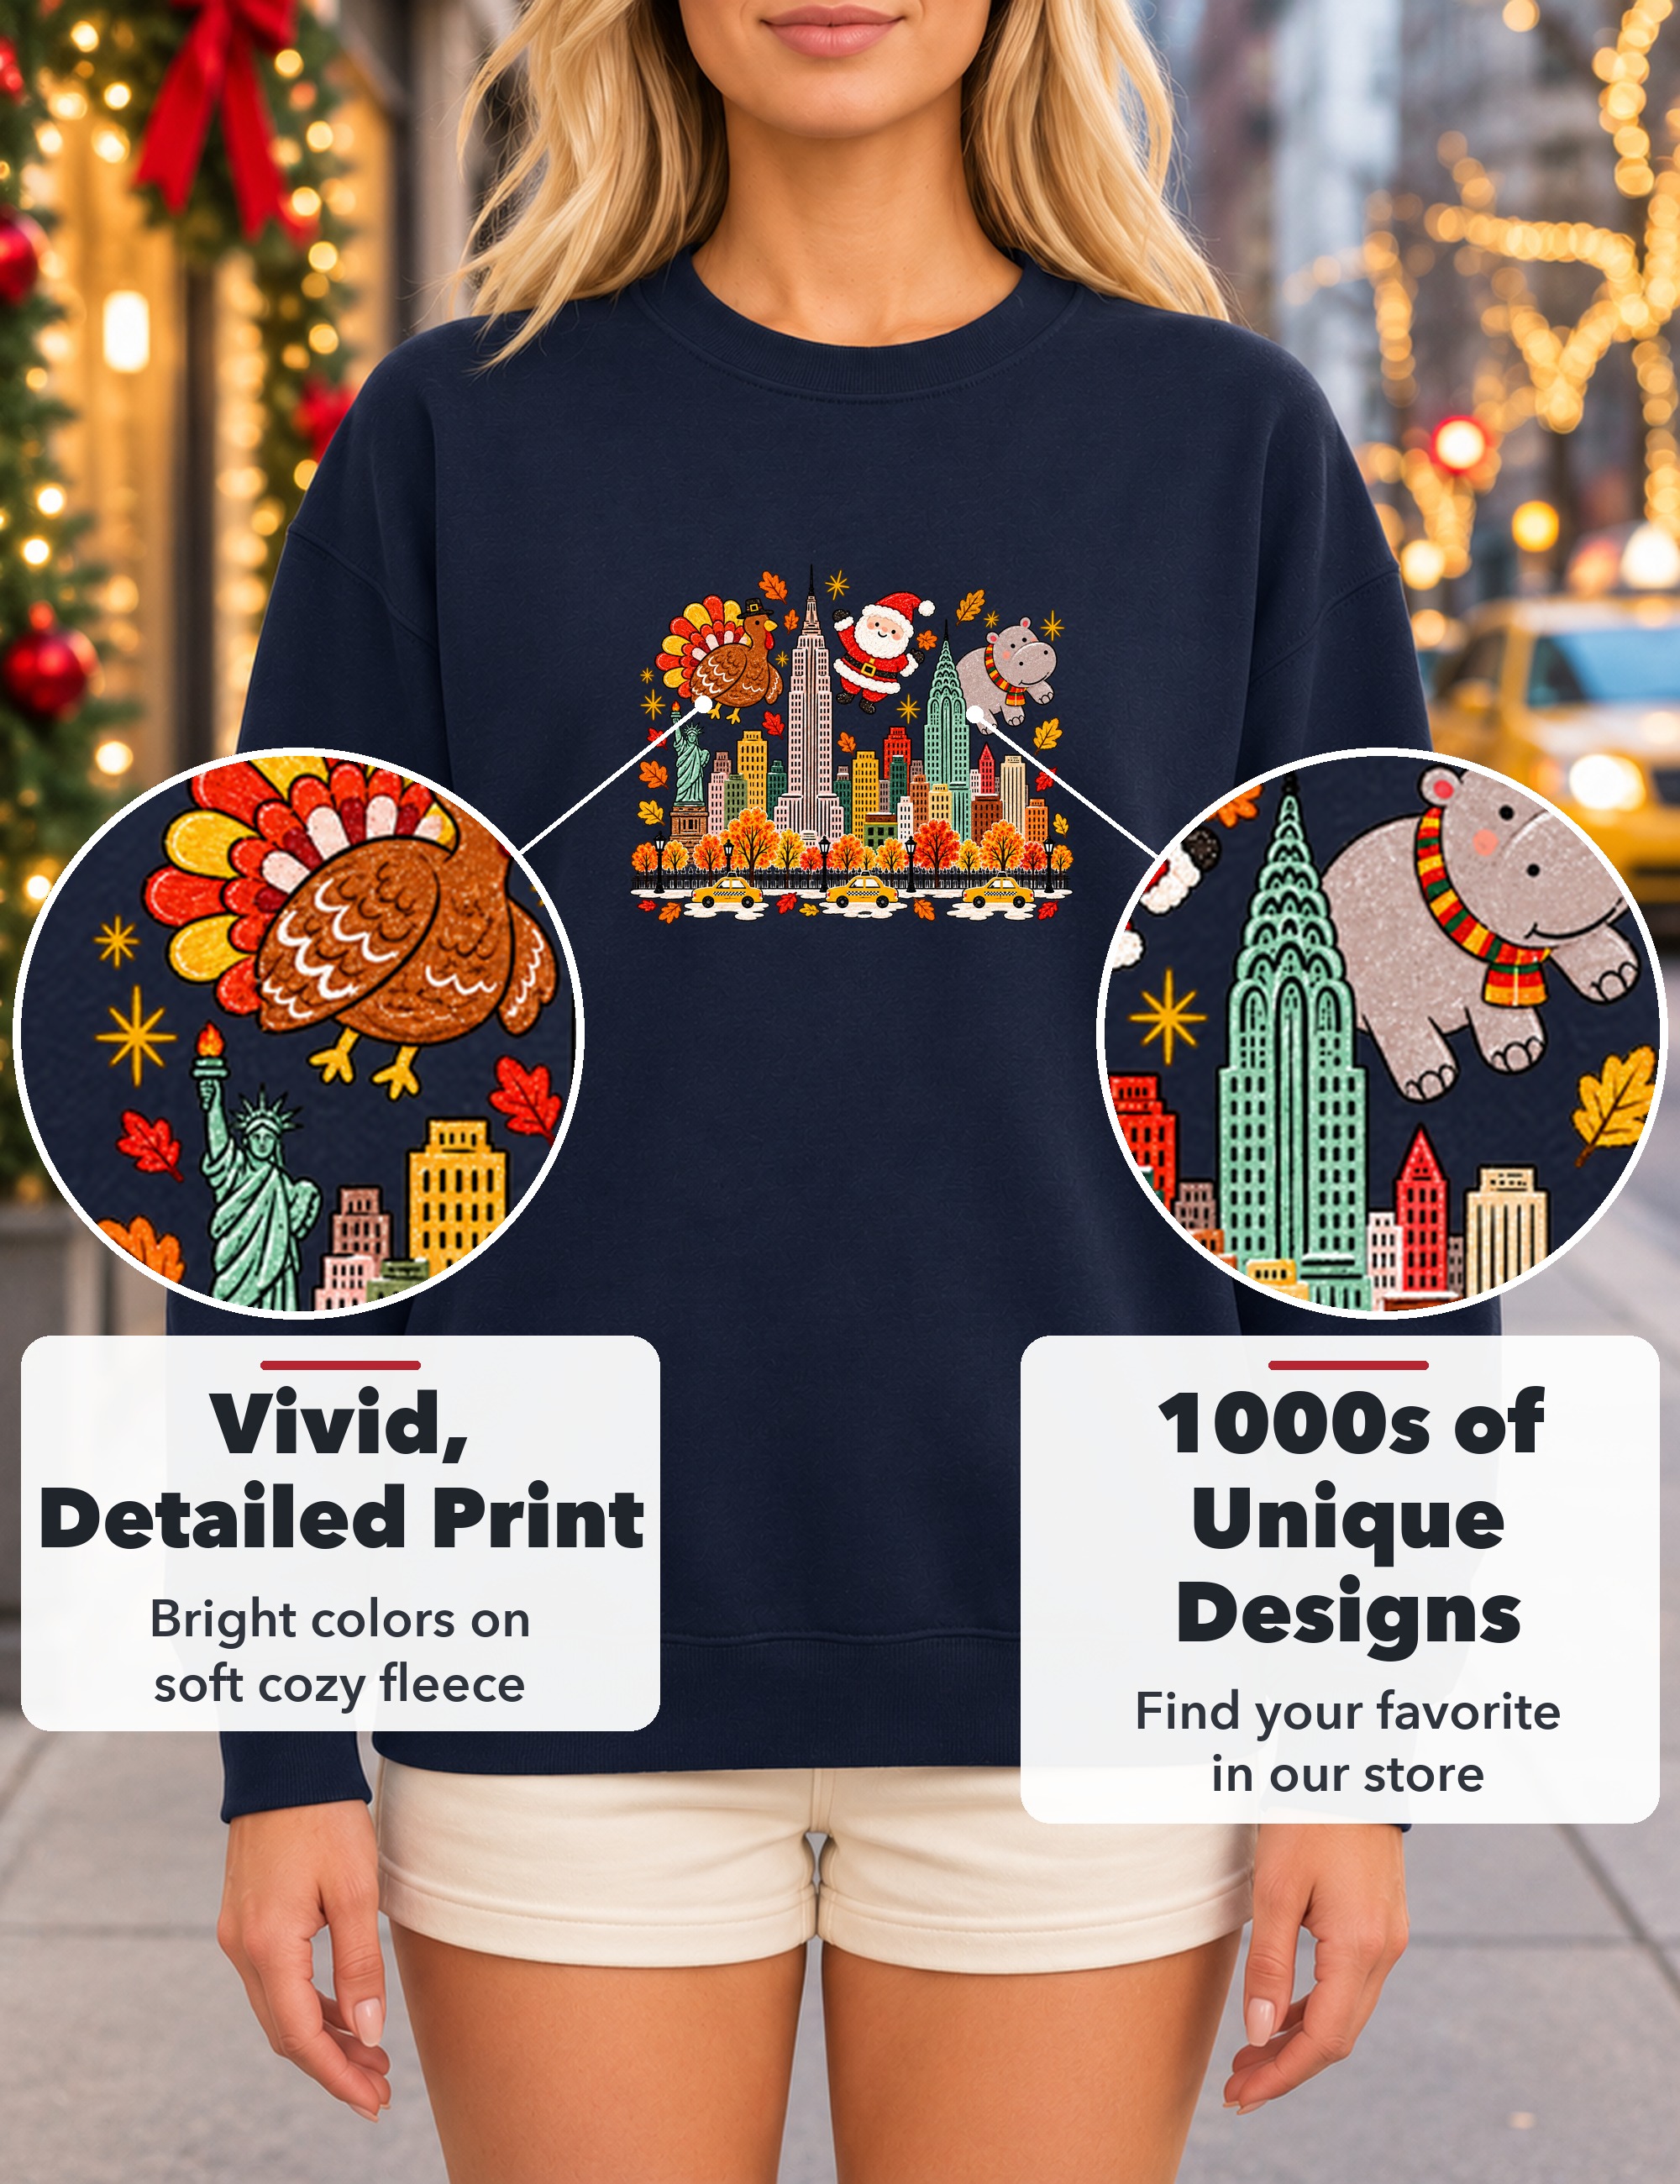 Vivid,
Detailed Print
Bright colors on
soft cozy fleece
1000s of
Unique
Designs
Find your favorite
in our store